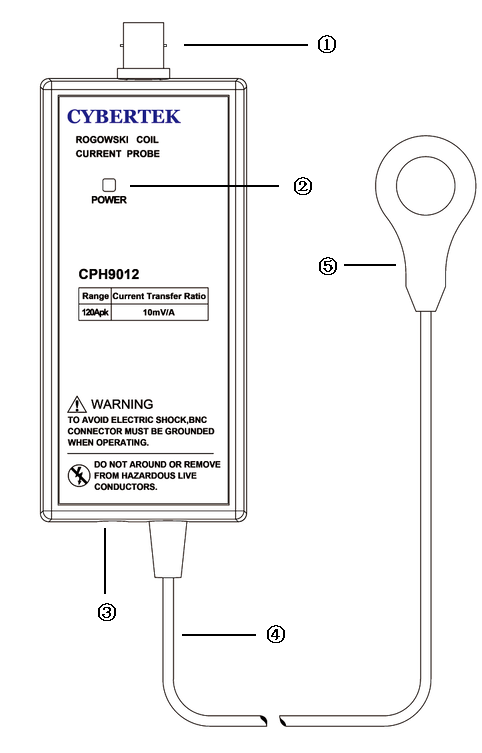 ①
CYBERTEK
ROGOWSKI COIL
CURRENT PROBE
②
POWER
⑤
CPH9012
Range Current Transfer Ratio
120Apk 10mV/A
WARNING
TO AVOID ELECTRIC SHOCK,BNC
CONNECTOR MUST BE GROUNDED
WHEN OPERATING.
DO NOT AROUND OR REMOVE
FROM HAZARDOUS LIVE
CONDUCTORS.
③
④